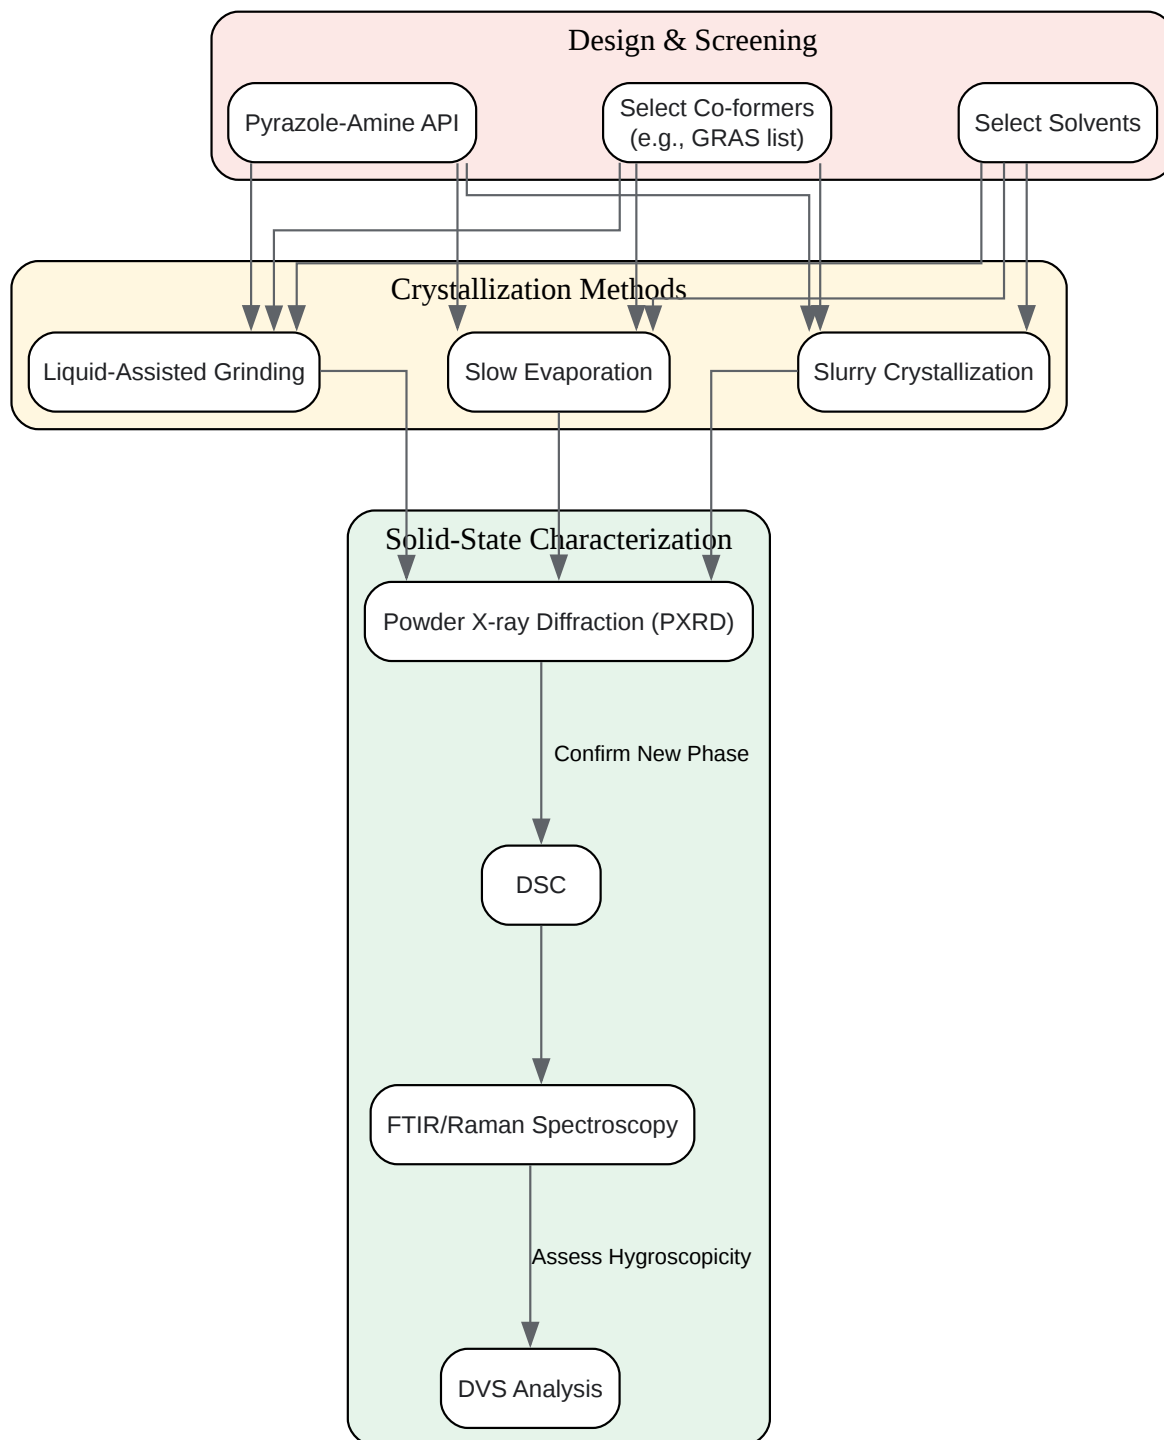 Design & Screening
Pyrazole-Amine API
Select Co-formers
(e.g., GRAS list)
Select Solvents
Crystallization Methods
Liquid-Assisted Grinding
Slow Evaporation
Slurry Crystallization
Solid-State Characterization
Powder X-ray Diffraction (PXRD)
Confirm New Phase
DSC
FTIR/Raman Spectroscopy
Assess Hygroscopicity
DVS Analysis